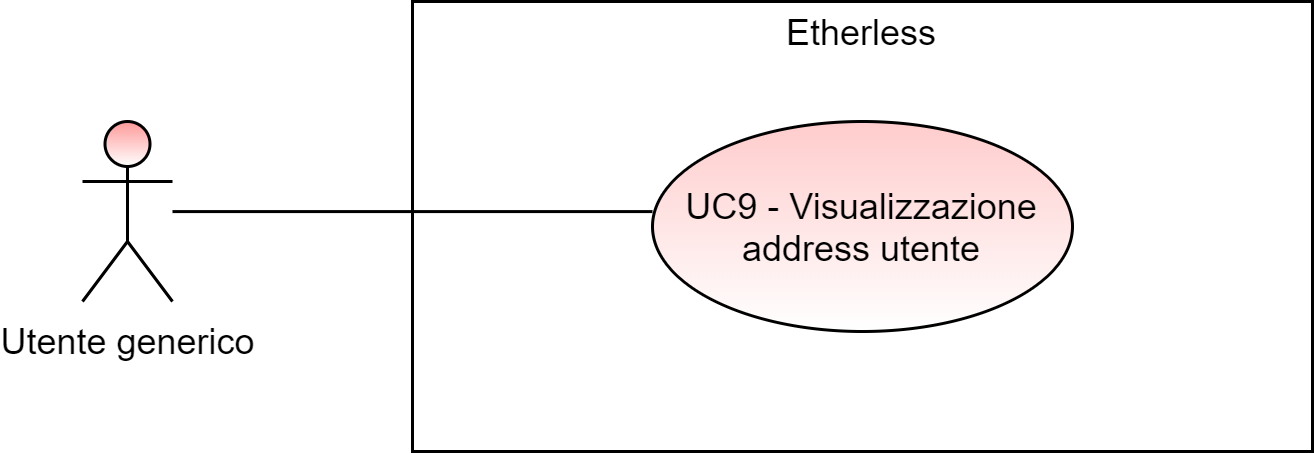 Etherless
UC9 - Visualizzazione
address utente
Utente generico